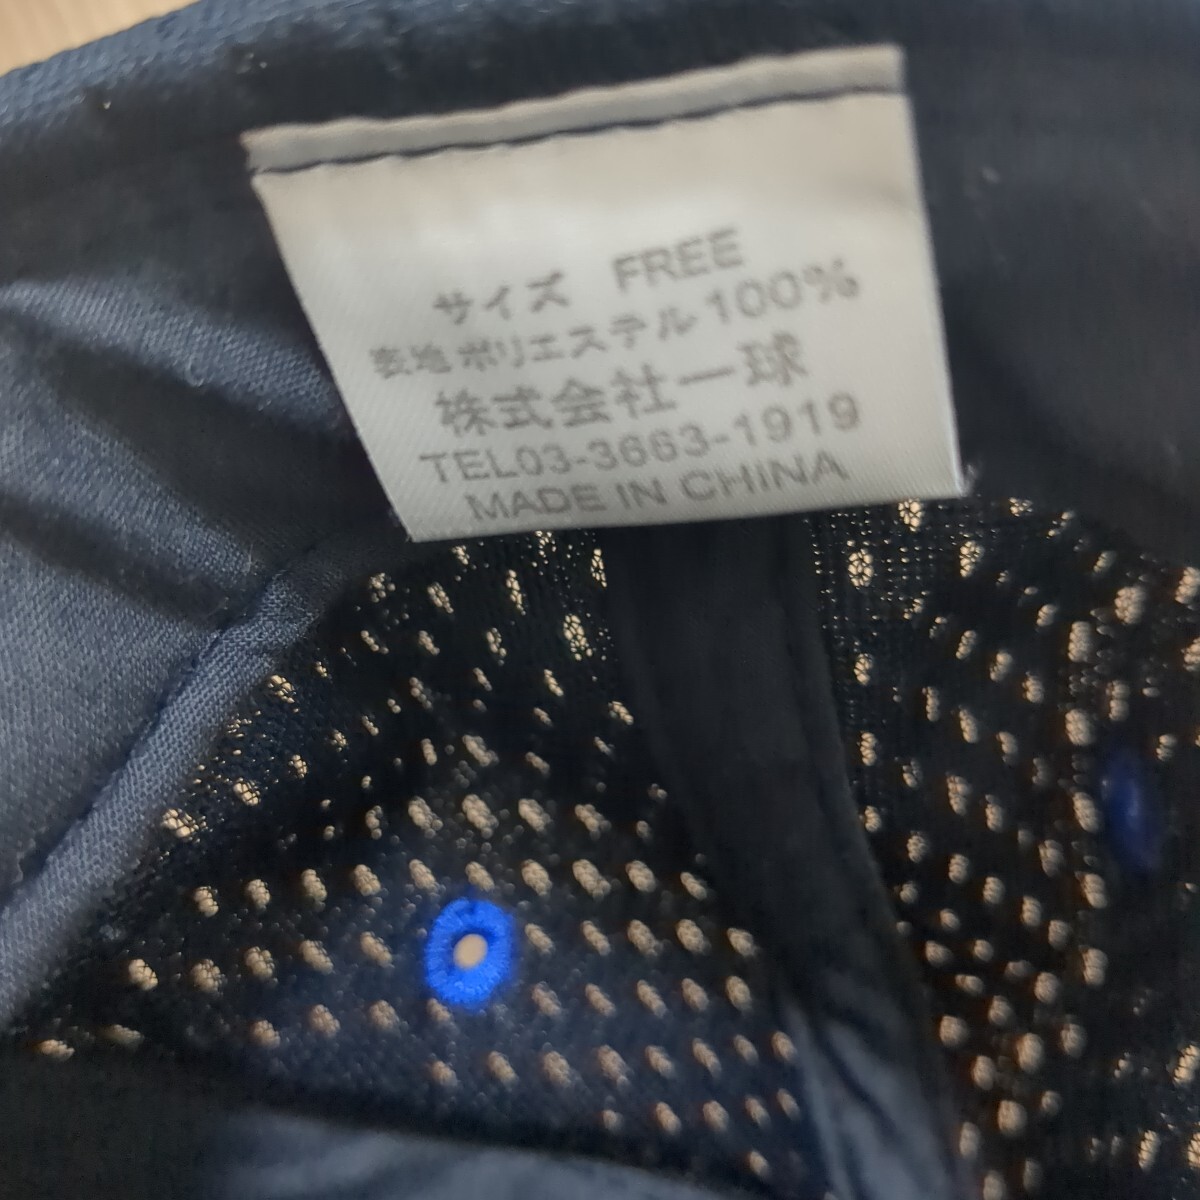 サイズ FREE
表地 ポリエステル100%
株式会社一球
TEL03-3663-1919
MADE IN CHINA